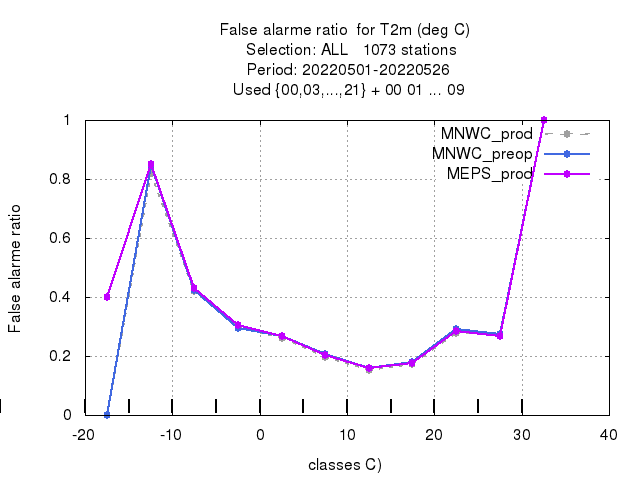 False alarme ratio  for T2m (deg C)
Selection: ALL   1073 stations
Period: 20220501-20220526
Used {00,03,...,21} + 00 01 ... 09
MNWC_prod
MNWC_preop
MEPS_prod
False alarme ratio
1
0.8
0.6
0.4
0.2
0
-20 -10 0 10 20 30 40
classes C)